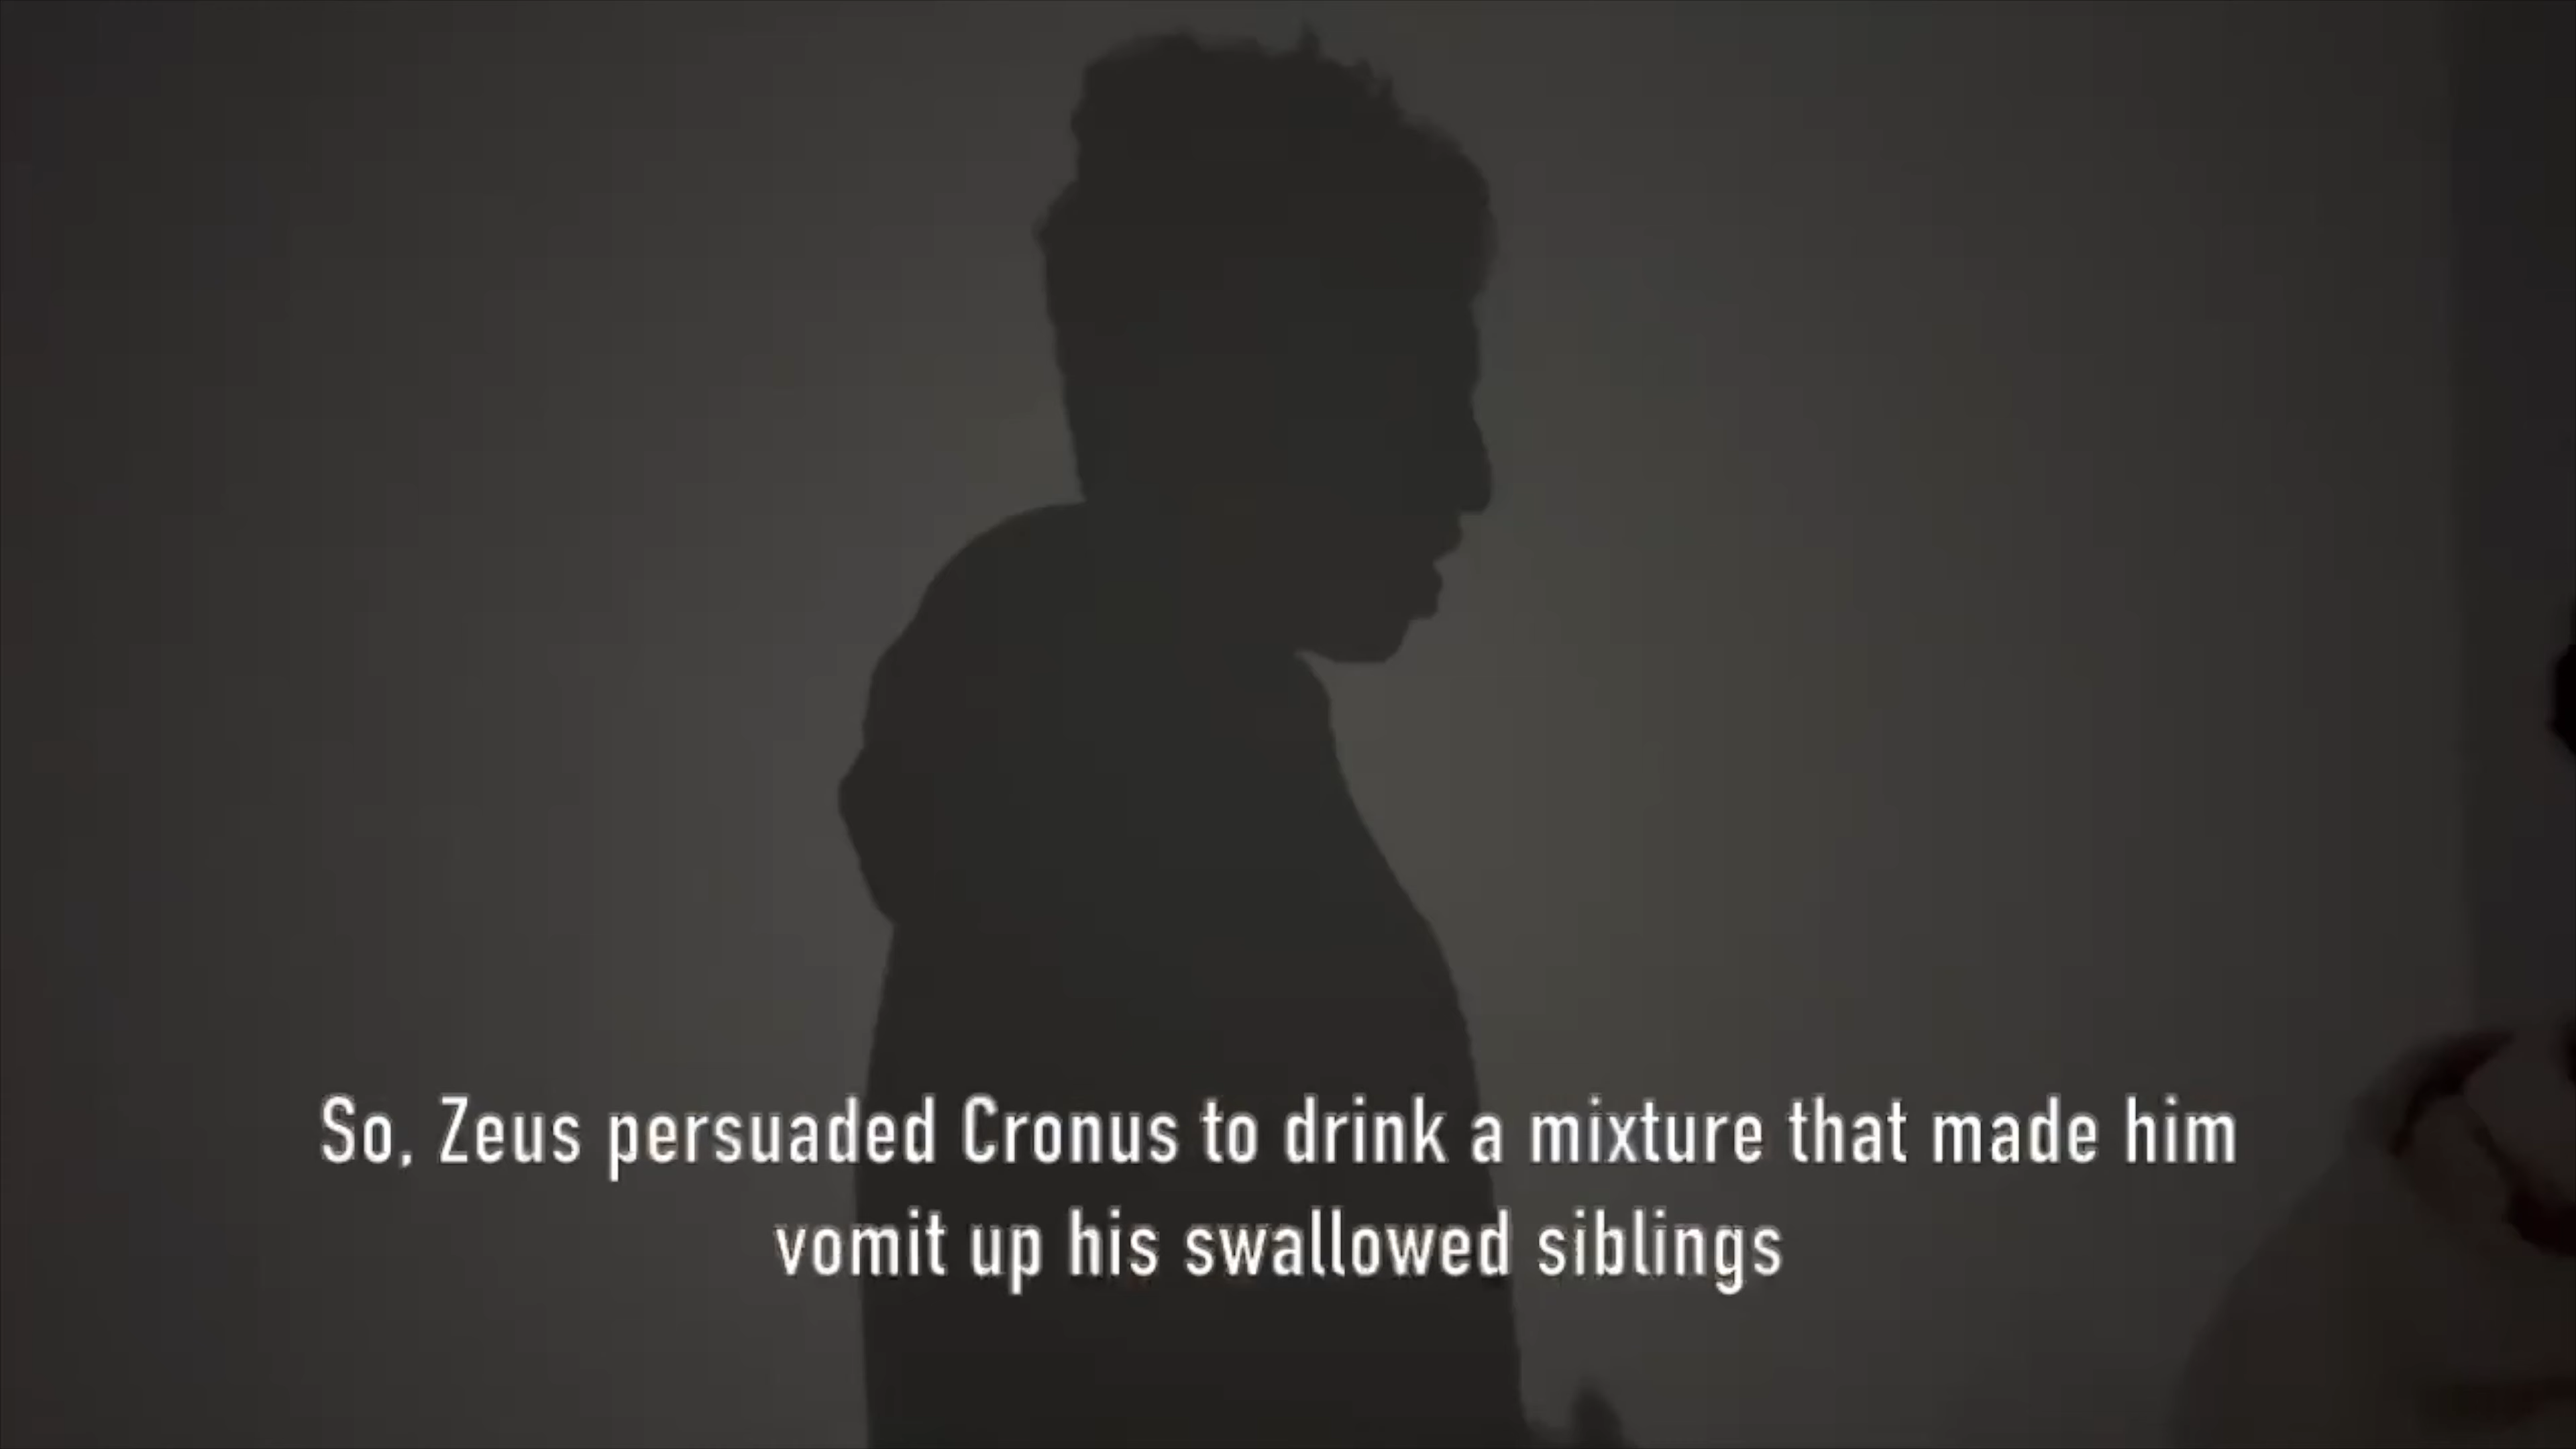 So, Zeus persuaded Cronus to drink a mixture that made him
vomit up his swallowed siblings